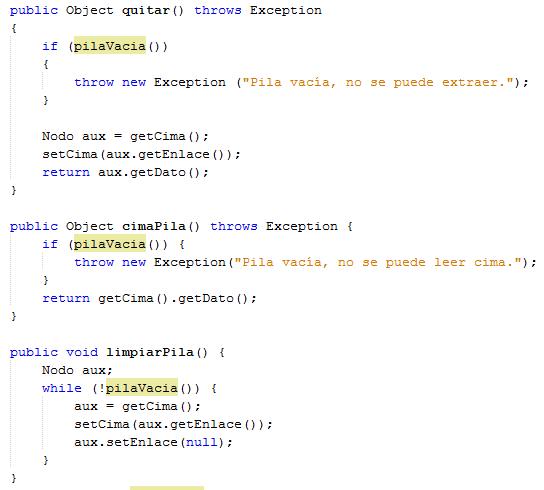 public Object quitar() throws Exception
{
    if (pilaVacia())
    {
        throw new Exception ("Pila vacía, no se puede extraer.");
    }

    Nodo aux = getCima();
    setCima(aux.getEnlace());
    return aux.getDato();
}

public Object cimaPila() throws Exception {
    if (pilaVacia()) {
        throw new Exception("Pila vacía, no se puede leer cima.");
    }
    return getCima().getDato();
}

public void limpiarPila() {
    Nodo aux;
    while (!pilaVacia()) {
        aux = getCima();
        setCima(aux.getEnlace());
        aux.setEnlace(null);
    }
}